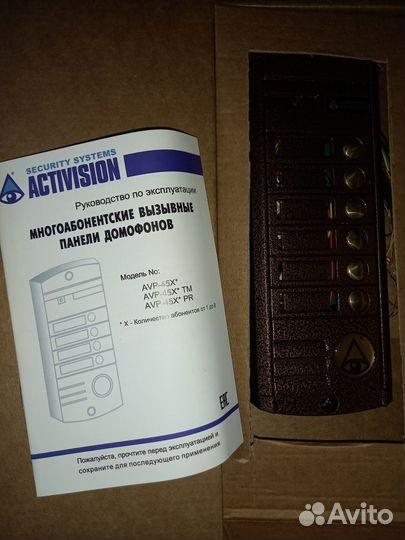 SECURITY SYSTEMS
ACTIVISION
Руководство по эксплуатации
МНОГОАБОНЕНТСКИЕ ВЫЗЫВНЫЕ
ПАНЕЛИ ДОМОФОНОВ
Модель No:
AVP-45X*
AVP-45X* TM
AVP-45X* PR
* X - Количество абонентов от 1 до 8
EAC
Пожалуйста, прочтите перед эксплуатацией и
сохраните для последующего применения
Avito